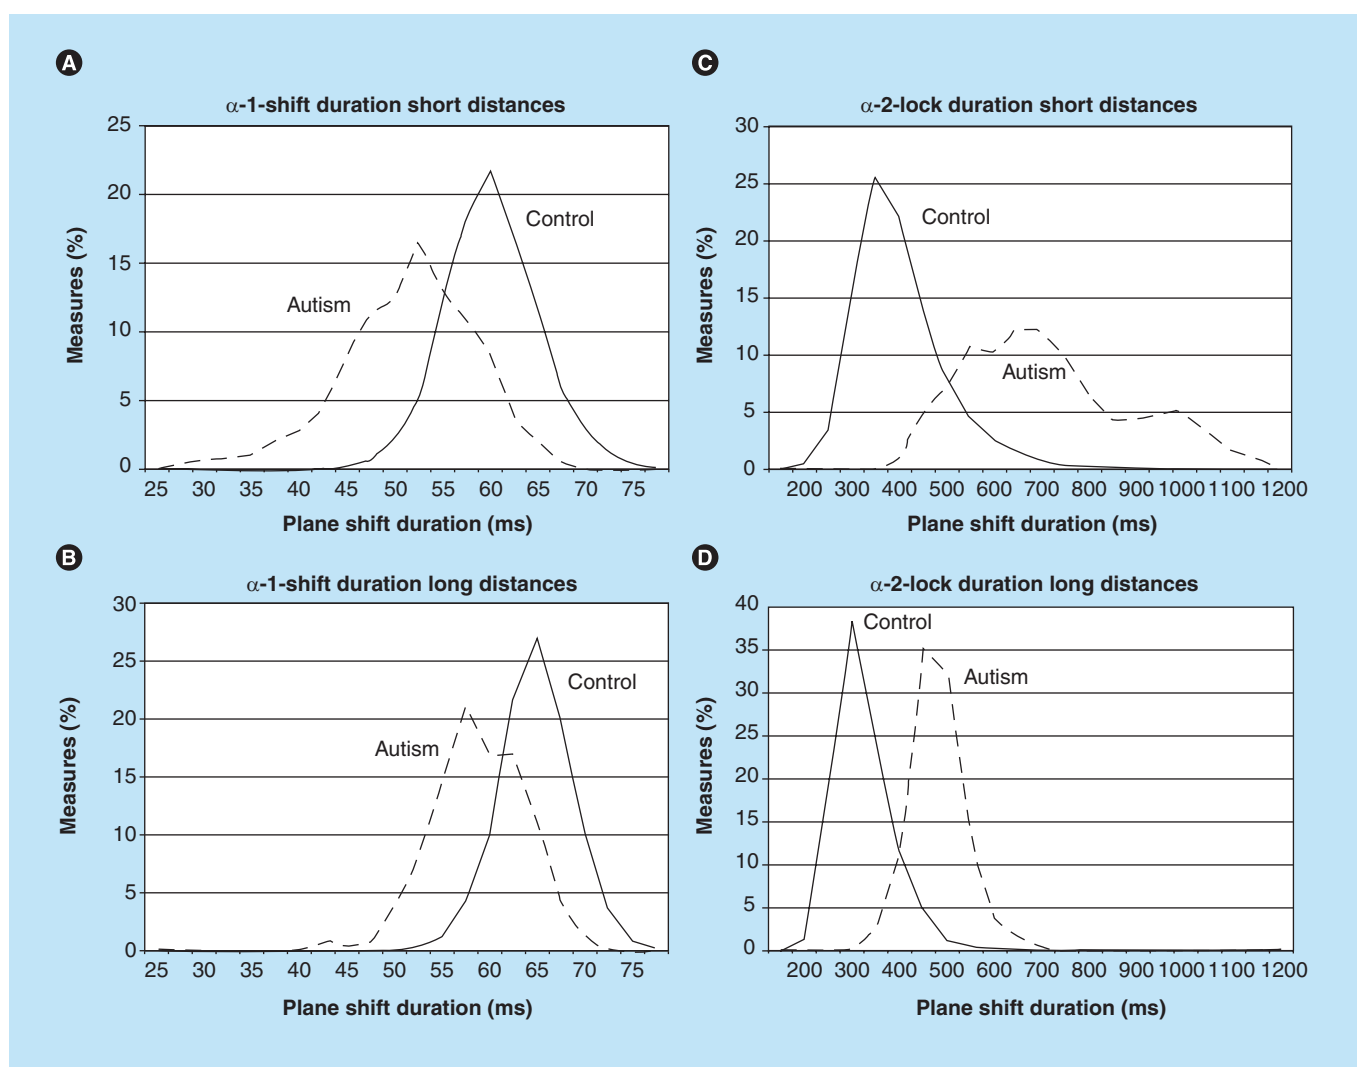 A
α-1-shift duration short distances
25
20
15
10
5
0
Measures (%)
Control
Autism
25 30 35 40 45 50 55 60 65 75
Plane shift duration (ms)
B
α-1-shift duration long distances
30
25
20
15
10
5
0
Measures (%)
Control
Autism
25 30 35 40 45 50 55 60 65 75
Plane shift duration (ms)
C
α-2-lock duration short distances
30
25
20
15
10
5
0
Measures (%)
Control
Autism
200 300 400 500 600 700 800 900 1000 1100 1200
Plane shift duration (ms)
D
α-2-lock duration long distances
40
35
30
25
20
15
10
5
0
Measures (%)
Control
Autism
200 300 400 500 600 700 800 900 1000 1100 1200
Plane shift duration (ms)